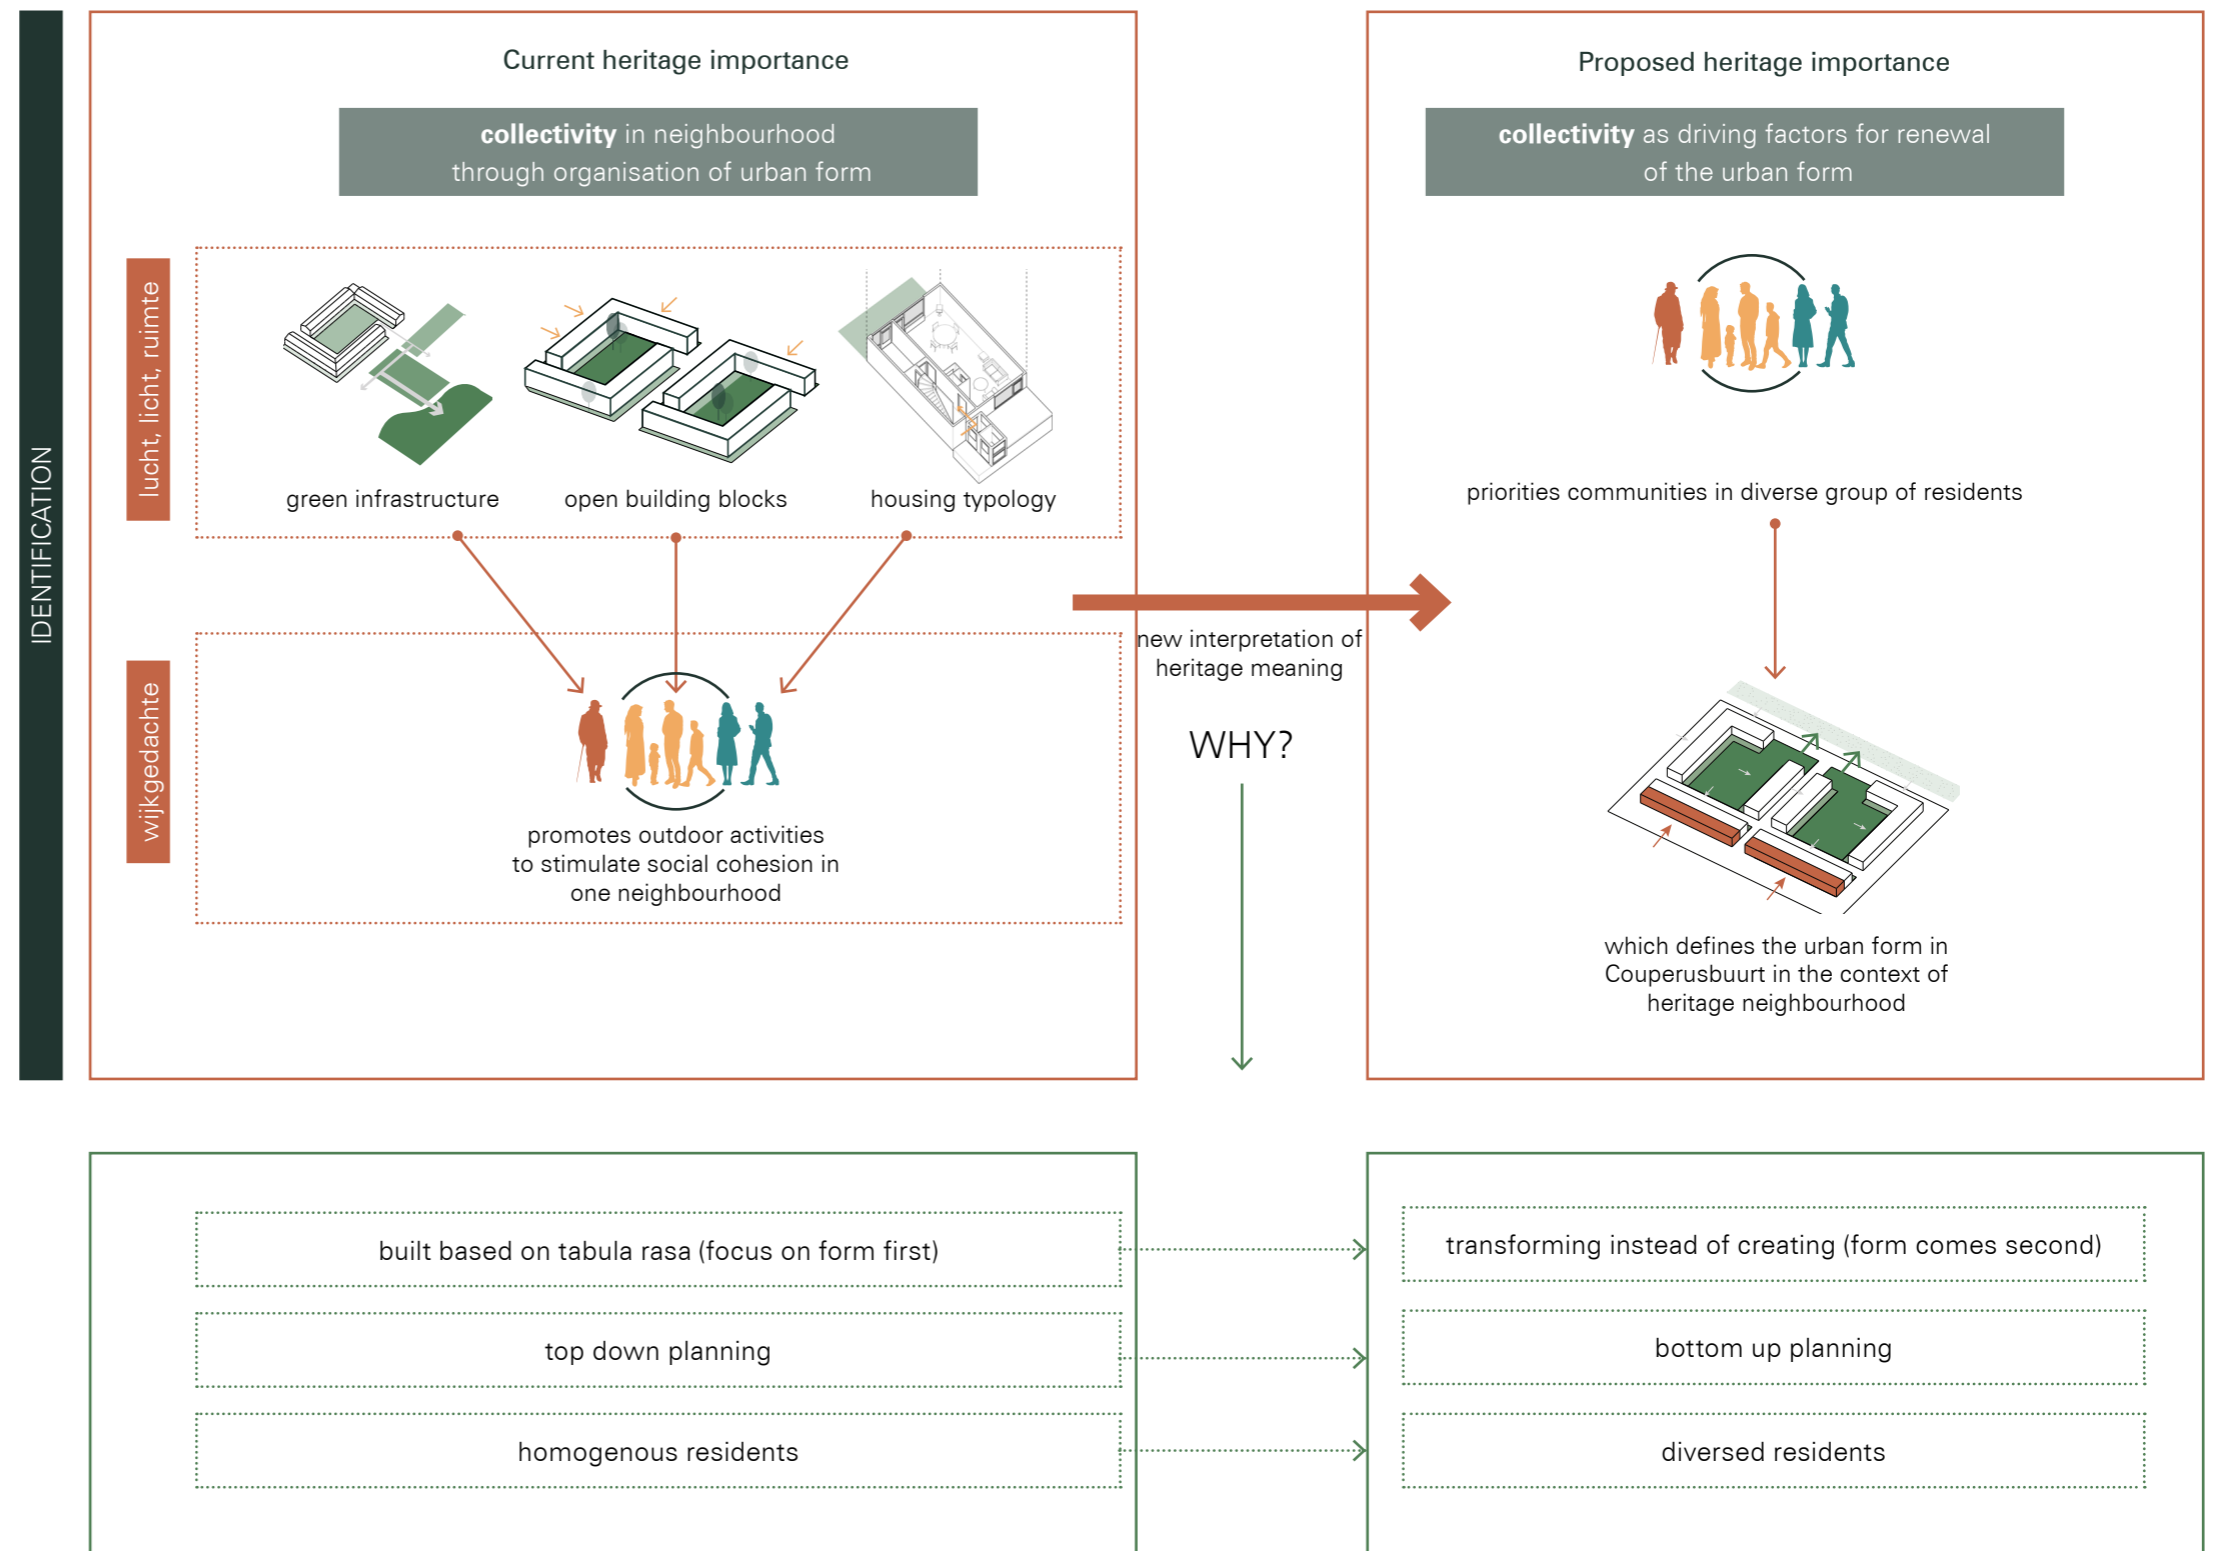 IDENTIFICATION
Current heritage importance
collectivity in neighbourhood
through organisation of urban form
lucht, licht, ruimte
green infrastructure
open building blocks
housing typology
wijkgedachte
promotes outdoor activities
to stimulate social cohesion in
one neighbourhood
new interpretation of
heritage meaning
WHY?
Proposed heritage importance
collectivity as driving factors for renewal
of the urban form
priorities communities in diverse group of residents
which defines the urban form in
Couperusbuurt in the context of
heritage neighbourhood
built based on tabula rasa (focus on form first)
transforming instead of creating (form comes second)
top down planning
bottom up planning
homogenous residents
diversed residents